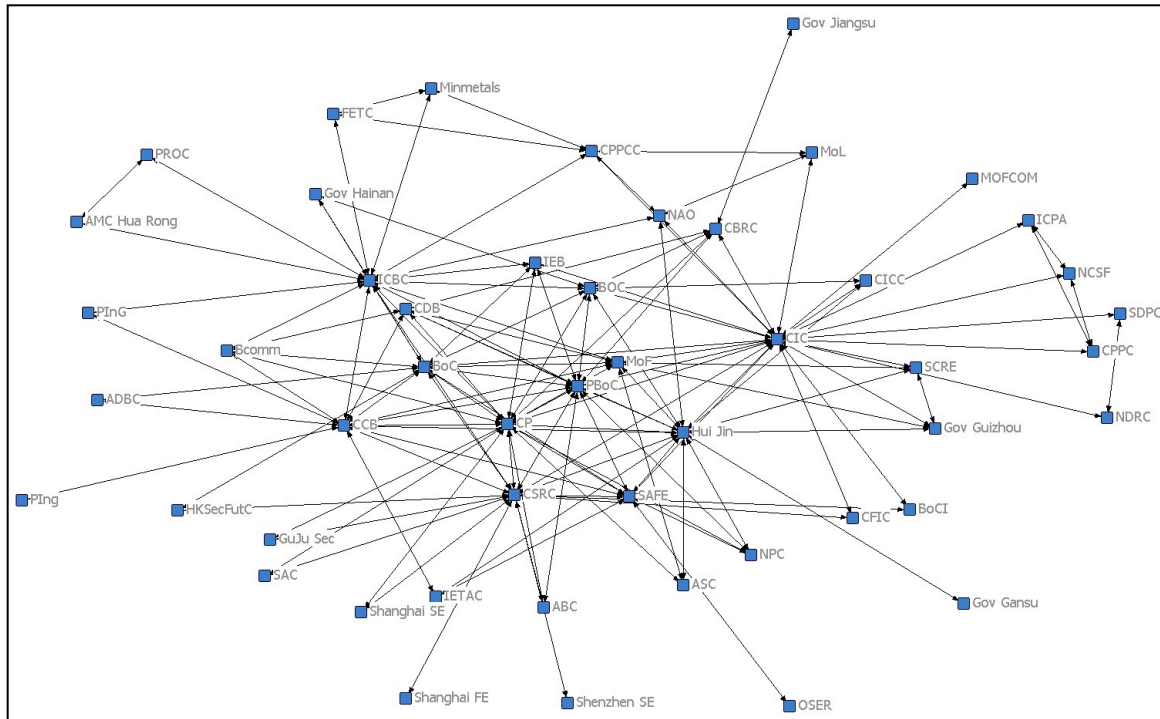 Gov Jiangsu
Minmetals
FETC
CPPCC
MoL
PROC
MOFCOM
Gov Hainan
NAO
ICPA
AMC Hua Rong
CBRC
IEB
NCSF
ICBC
CICC
BOC
CDB
PInG
SDPC
CIC
Bcomm
MoF
BoC
SCRE
CPPC
PBoC
ADBC
NDRC
CCB
CP
Hui Jin
Gov Guizhou
CSRC
SAFE
PIng
HKSecFutC
BoCI
CFIC
GuJu Sec
NPC
SAC
ASC
IETAC
Shanghai SE
ABC
Gov Gansu
Shanghai FE
Shenzhen SE
OSER